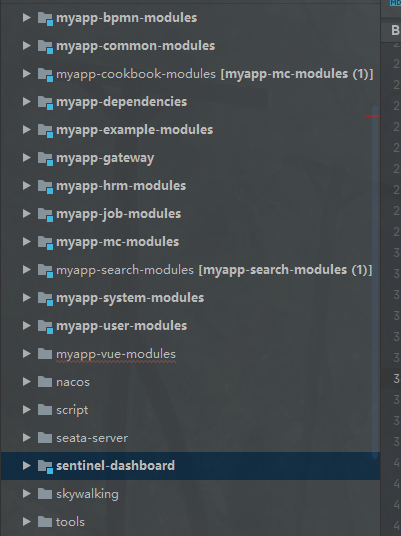 myapp-bpmn-modules
myapp-common-modules
myapp-cookbook-modules [myapp-mc-modules (1)]
myapp-dependencies
myapp-example-modules
myapp-gateway
myapp-hrm-modules
myapp-job-modules
myapp-mc-modules
myapp-search-modules [myapp-search-modules (1)]
myapp-system-modules
myapp-user-modules
myapp-vue-modules
nacos
script
seata-server
sentinel-dashboard
skywalking
tools